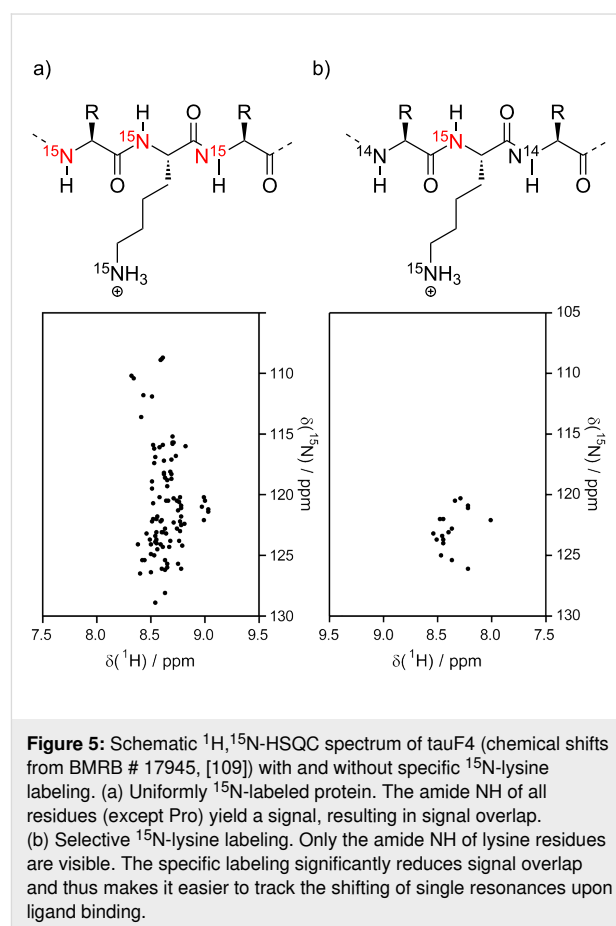 a)
b)
R H O R
15N 15N N15
H O H O
15NH3
⊕
R H O R
14N 15N N14
H O H O
15NH3
⊕
110
115
120
125
130
δ(15N) / ppm
7.5 8.0 8.5 9.0 9.5
δ(1H) / ppm
105
110
115
120
125
130
δ(15N) / ppm
9.5 9.0 8.5 8.0 7.5
δ(1H) / ppm
Figure 5: Schematic 1H,15N-HSQC spectrum of tauF4 (chemical shifts
from BMRB # 17945, [109]) with and without specific 15N-lysine
labeling. (a) Uniformly 15N-labeled protein. The amide NH of all
residues (except Pro) yield a signal, resulting in signal overlap.
(b) Selective 15N-lysine labeling. Only the amide NH of lysine residues
are visible. The specific labeling significantly reduces signal overlap
and thus makes it easier to track the shifting of single resonances upon
ligand binding.